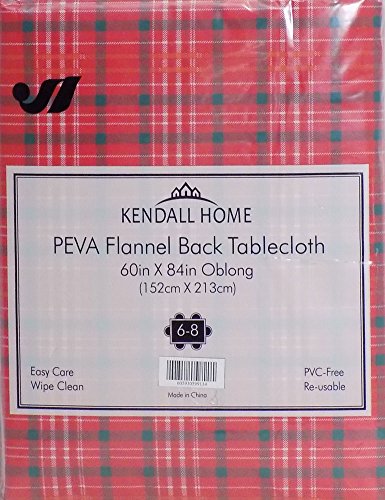 KENDALL HOME
PEVA Flannel Back Tablecloth
60in X 84in Oblong
(152cm X 213cm)
6-8
Easy Care
Wipe Clean
PVC-Free
Re-usable
Made in China